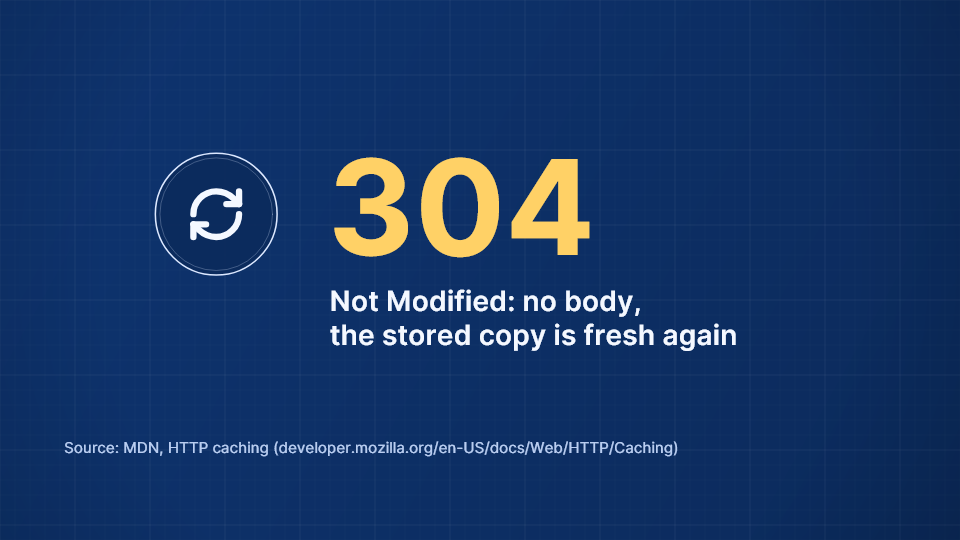 304
Not Modified: no body,
the stored copy is fresh again
Source: MDN, HTTP caching (developer.mozilla.org/en-US/docs/Web/HTTP/Caching)